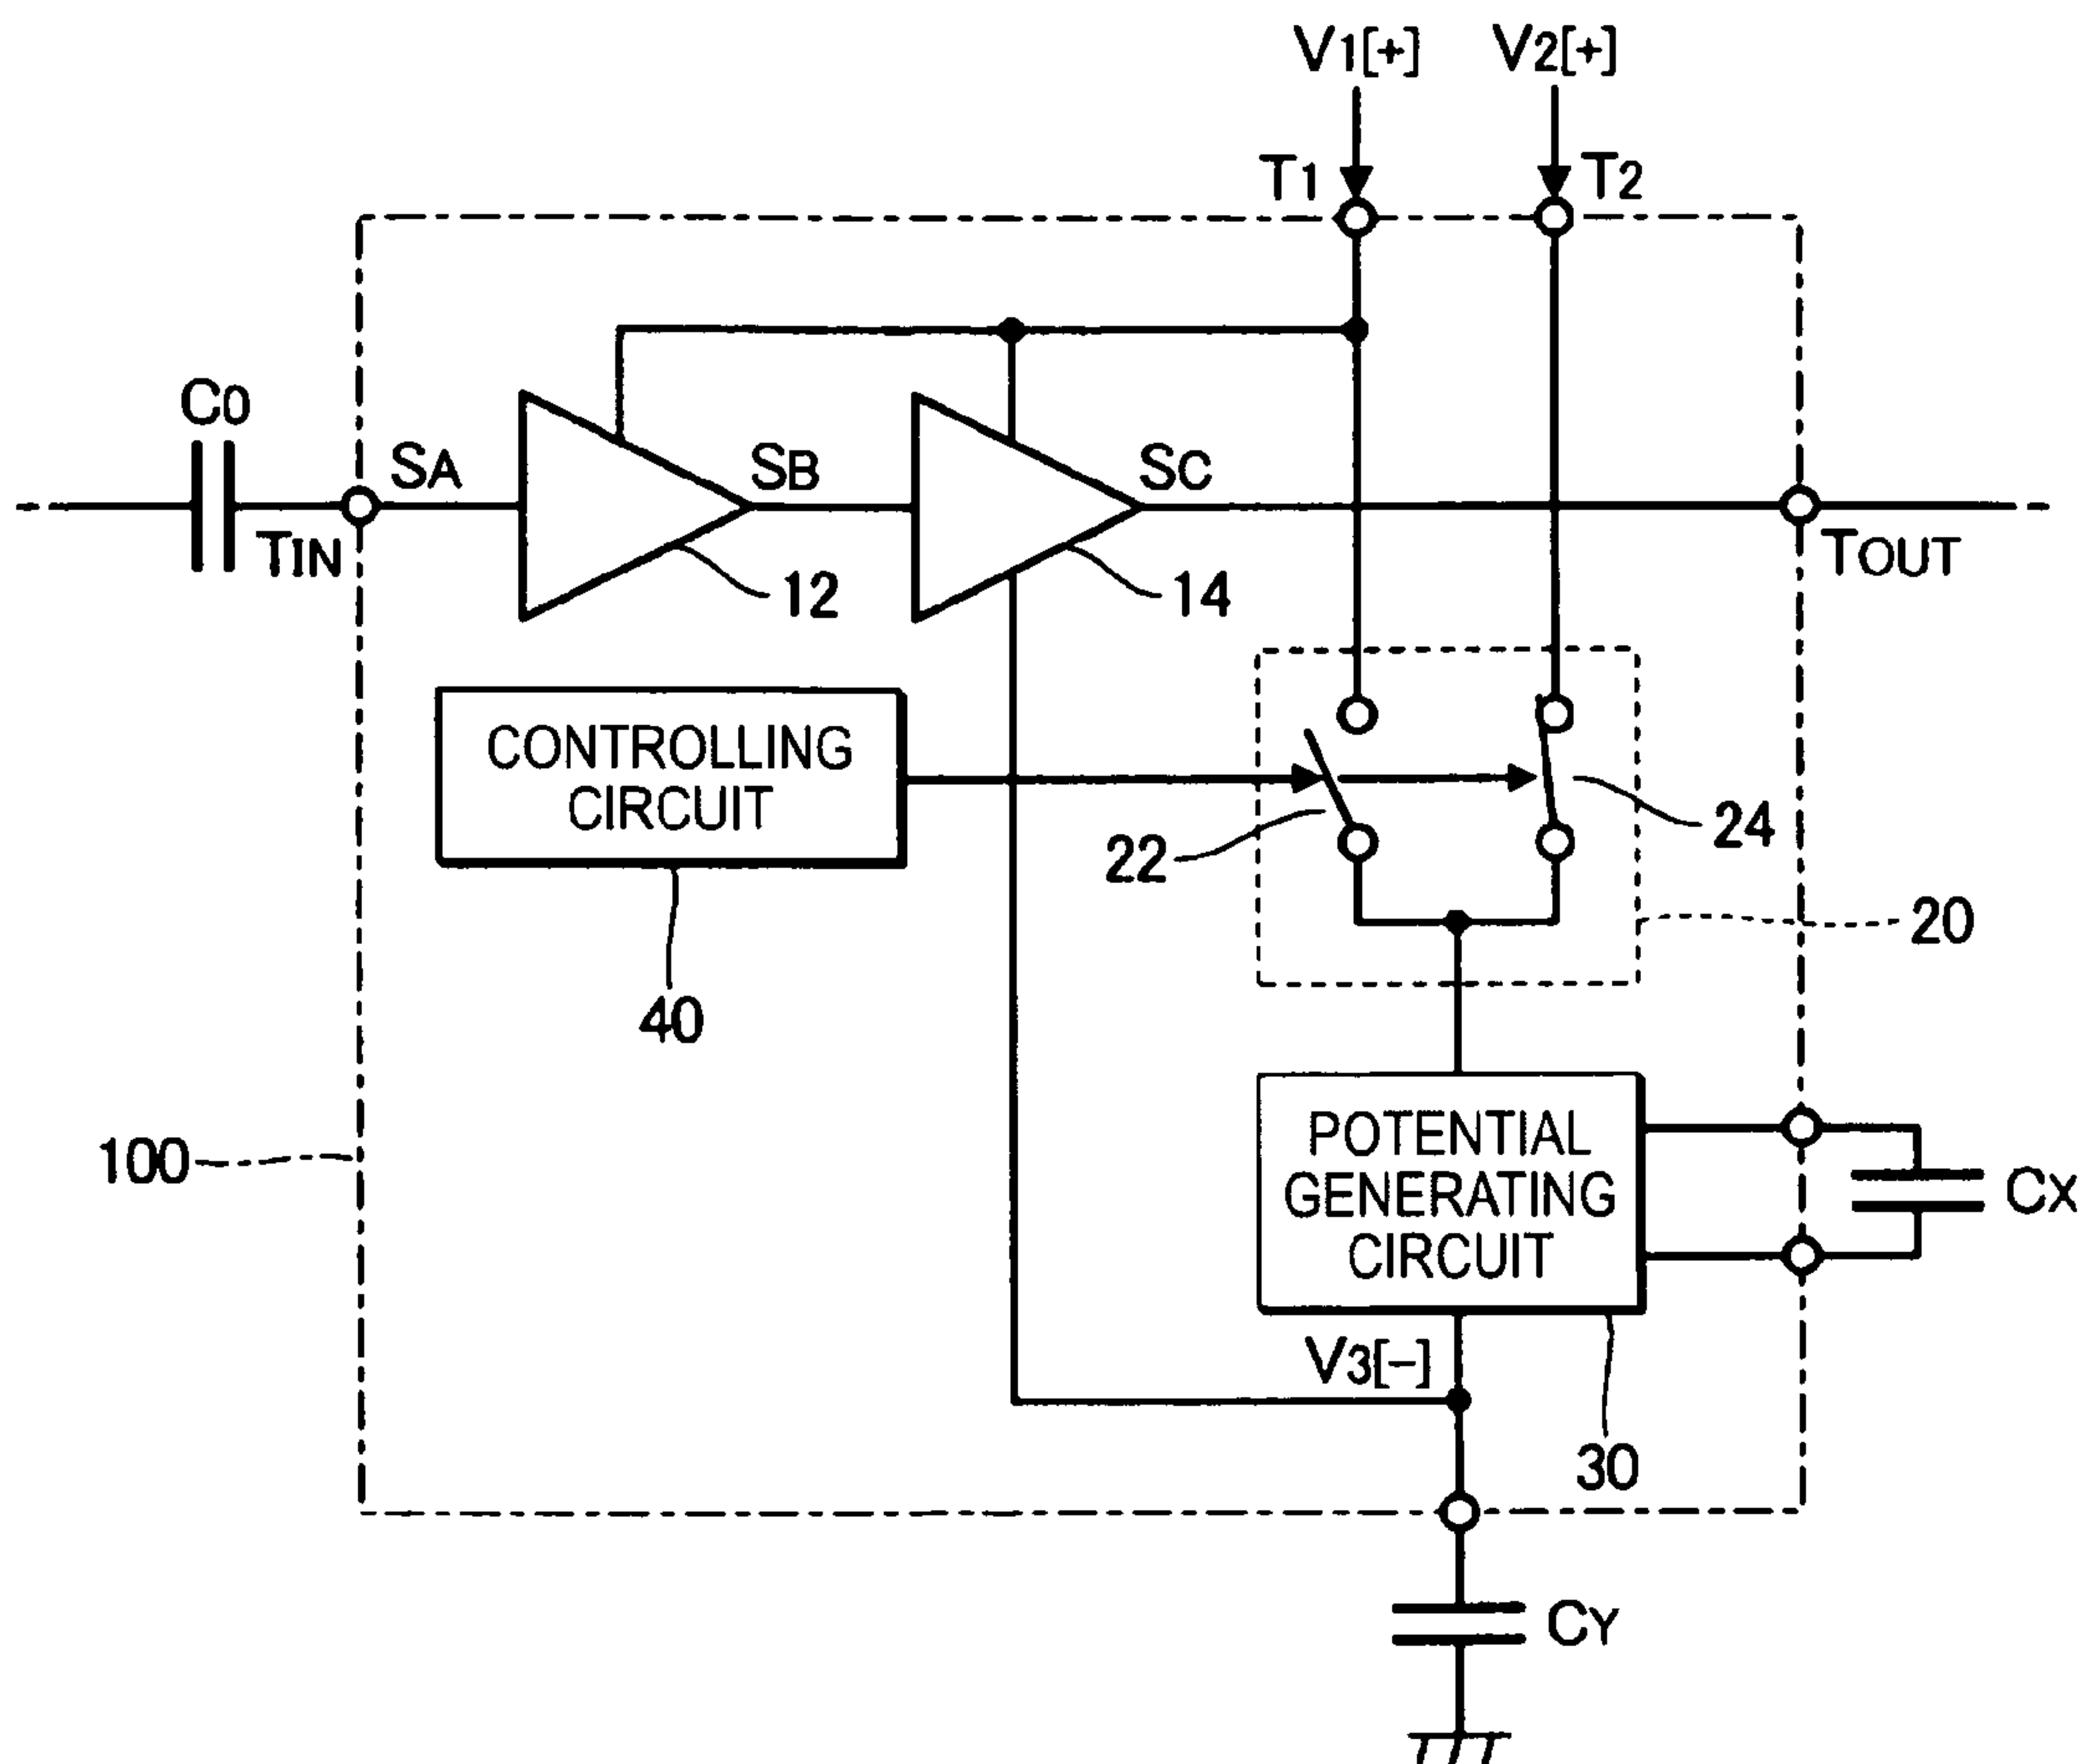 V1[+] V2[+]
T1 T2
C0
SA SB SC
TIN TOUT
12 14
CONTROLLING
CIRCUIT
22 24
20
40
POTENTIAL
GENERATING
CIRCUIT
100
CX
V3[–]
30
CY